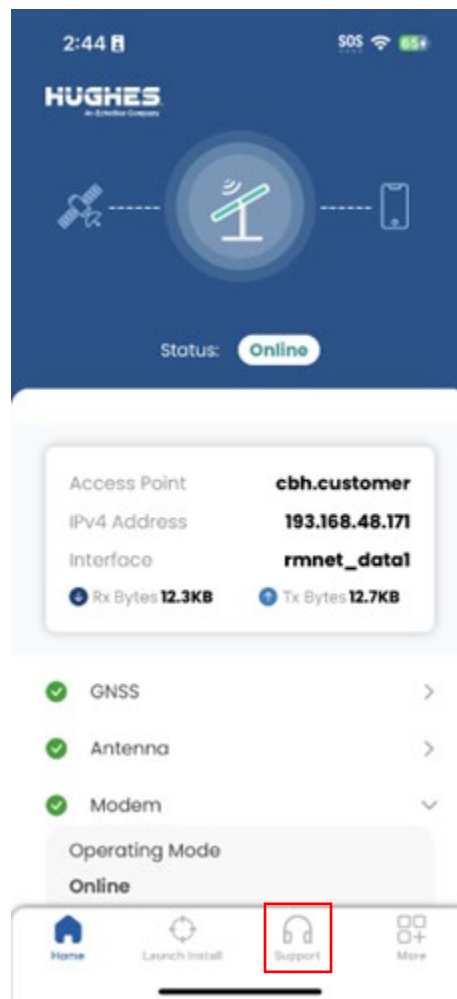 2:44 SOS 65
HUGHES
An EchoStar Company
Status: Online
Access Point cbh.customer
IPv4 Address 193.168.48.171
Interface rmnet_data1
Rx Bytes 12.3KB Tx Bytes 12.7KB
GNSS
Antenna
Modem
Operating Mode
Online
Home Launch Install Support More